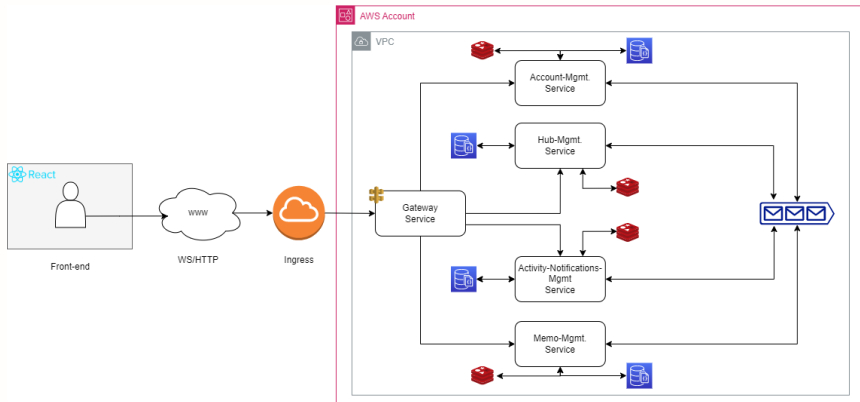 AWS Account
VPC
Account-Mgmt.
Service
Hub-Mgmt.
Service
React
www
Gateway
Service
Front-end
WS/HTTP
Ingress
Activity-Notifications-
Mgmt
Service
Memo-Mgmt.
Service